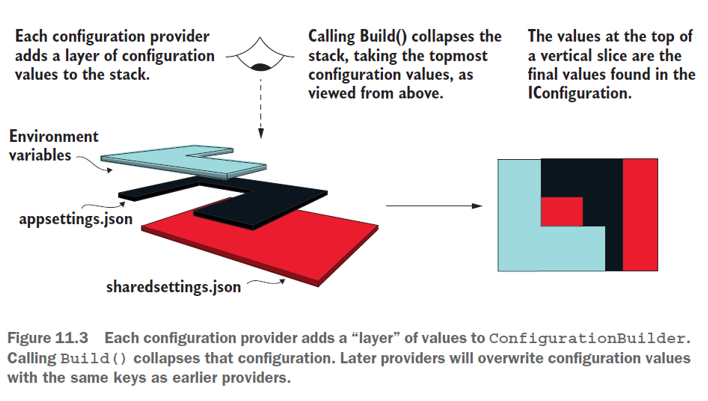 Each configuration provider
adds a layer of configuration
values to the stack.
Calling Build() collapses the
stack, taking the topmost
configuration values, as
viewed from above.
The values at the top of
a vertical slice are the
final values found in the
IConfiguration.
Environment
variables
appsettings.json
sharedsettings.json
Figure 11.3 Each configuration provider adds a “layer” of values to ConfigurationBuilder.
Calling Build() collapses that configuration. Later providers will overwrite configuration values
with the same keys as earlier providers.